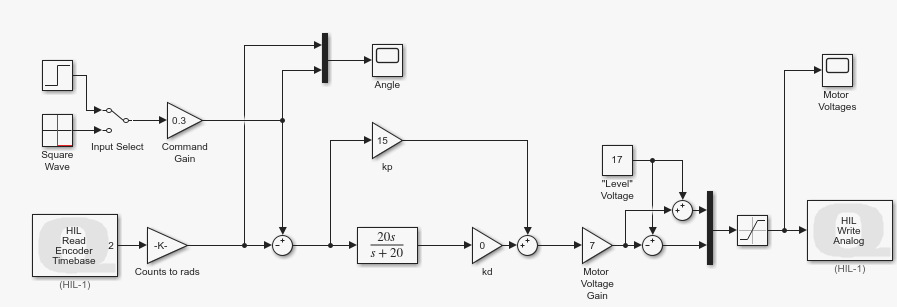 Angle
0.3
Command
Gain
Input Select
Square
Wave
15
kp
17
"Level"
Voltage
Motor
Voltages
HIL
Read
Encoder
Timebase
2
(HIL-1)
-K-
Counts to rads
- +
20s
s + 20
0
kd
+ +
7
Motor
Voltage
Gain
+ +
- +
HIL
Write
Analog
(HIL-1)